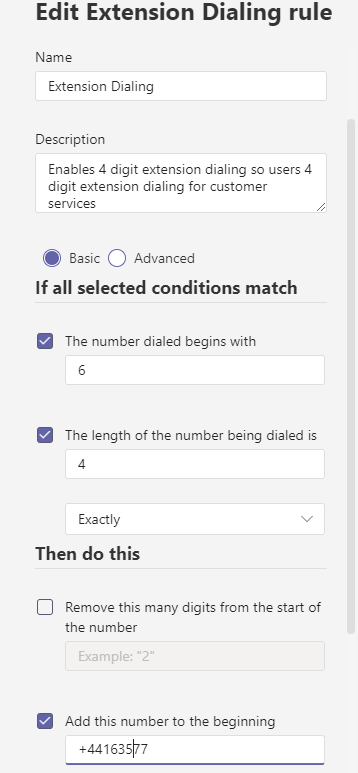 Edit Extension Dialing rule
Name
Extension Dialing
Description
Enables 4 digit extension dialing so users 4
digit extension dialing for customer
services
Basic Advanced
If all selected conditions match
The number dialed begins with
6
The length of the number being dialed is
4
Exactly
Then do this
Remove this many digits from the start of
the number
Example: "2"
Add this number to the beginning
+44163577